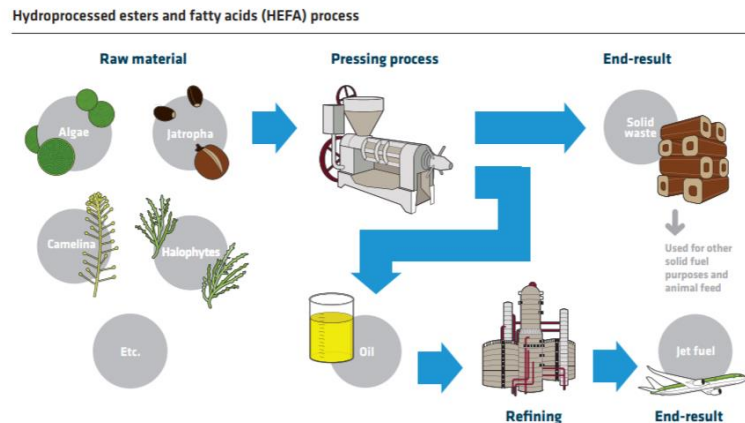 Hydroprocessed esters and fatty acids (HEFA) process
Raw material
Pressing process
End-result
Algae
Jatropha
Solid
waste
Camelina
Halophytes
Used for other
solid fuel
purposes and
animal feed
Etc.
Oil
Jet fuel
Refining
End-result